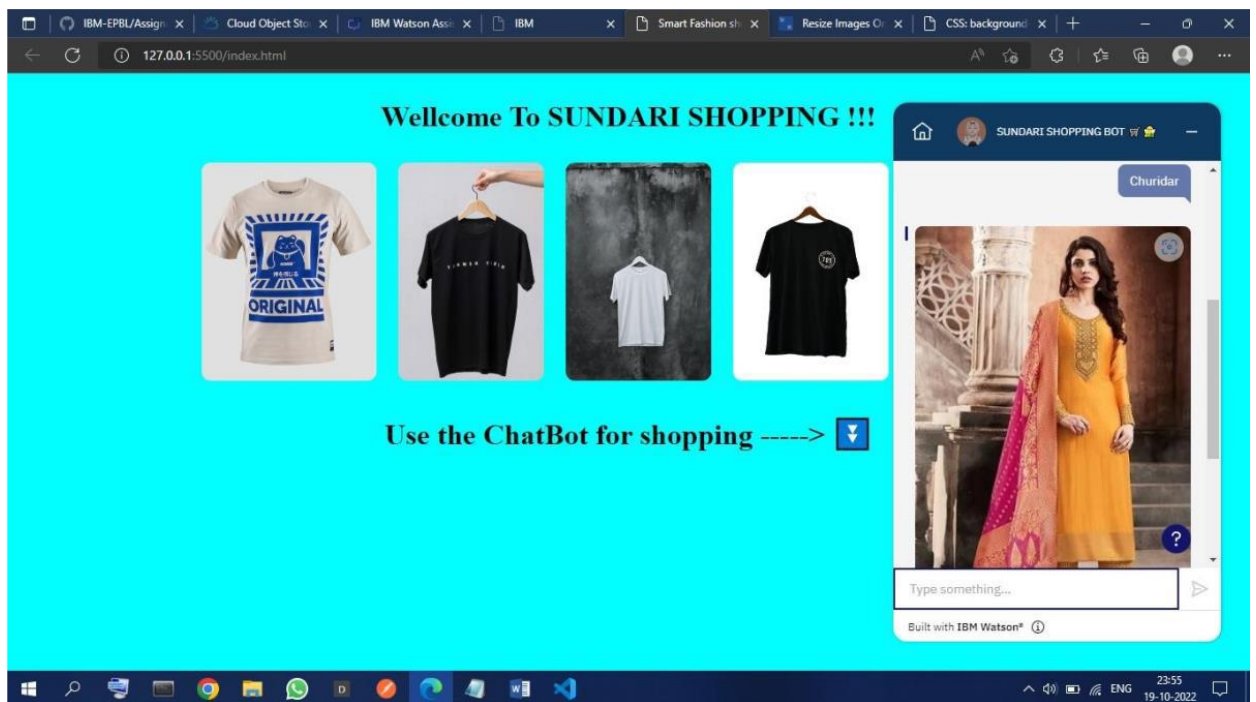 IBM-EPBL/Assign
Cloud Object Sto
IBM Watson Assi
IBM
Smart Fashion sh
Resize Images O
CSS: background
127.0.0.1:5500/index.html
Wellcome To SUNDARI SHOPPING !!!
ORIGINAL
Use the ChatBot for shopping ----->
SUNDARI SHOPPING BOT
Churidar
?
Type something...
Built with IBM Watson®
ENG
23:55
19-10-2022